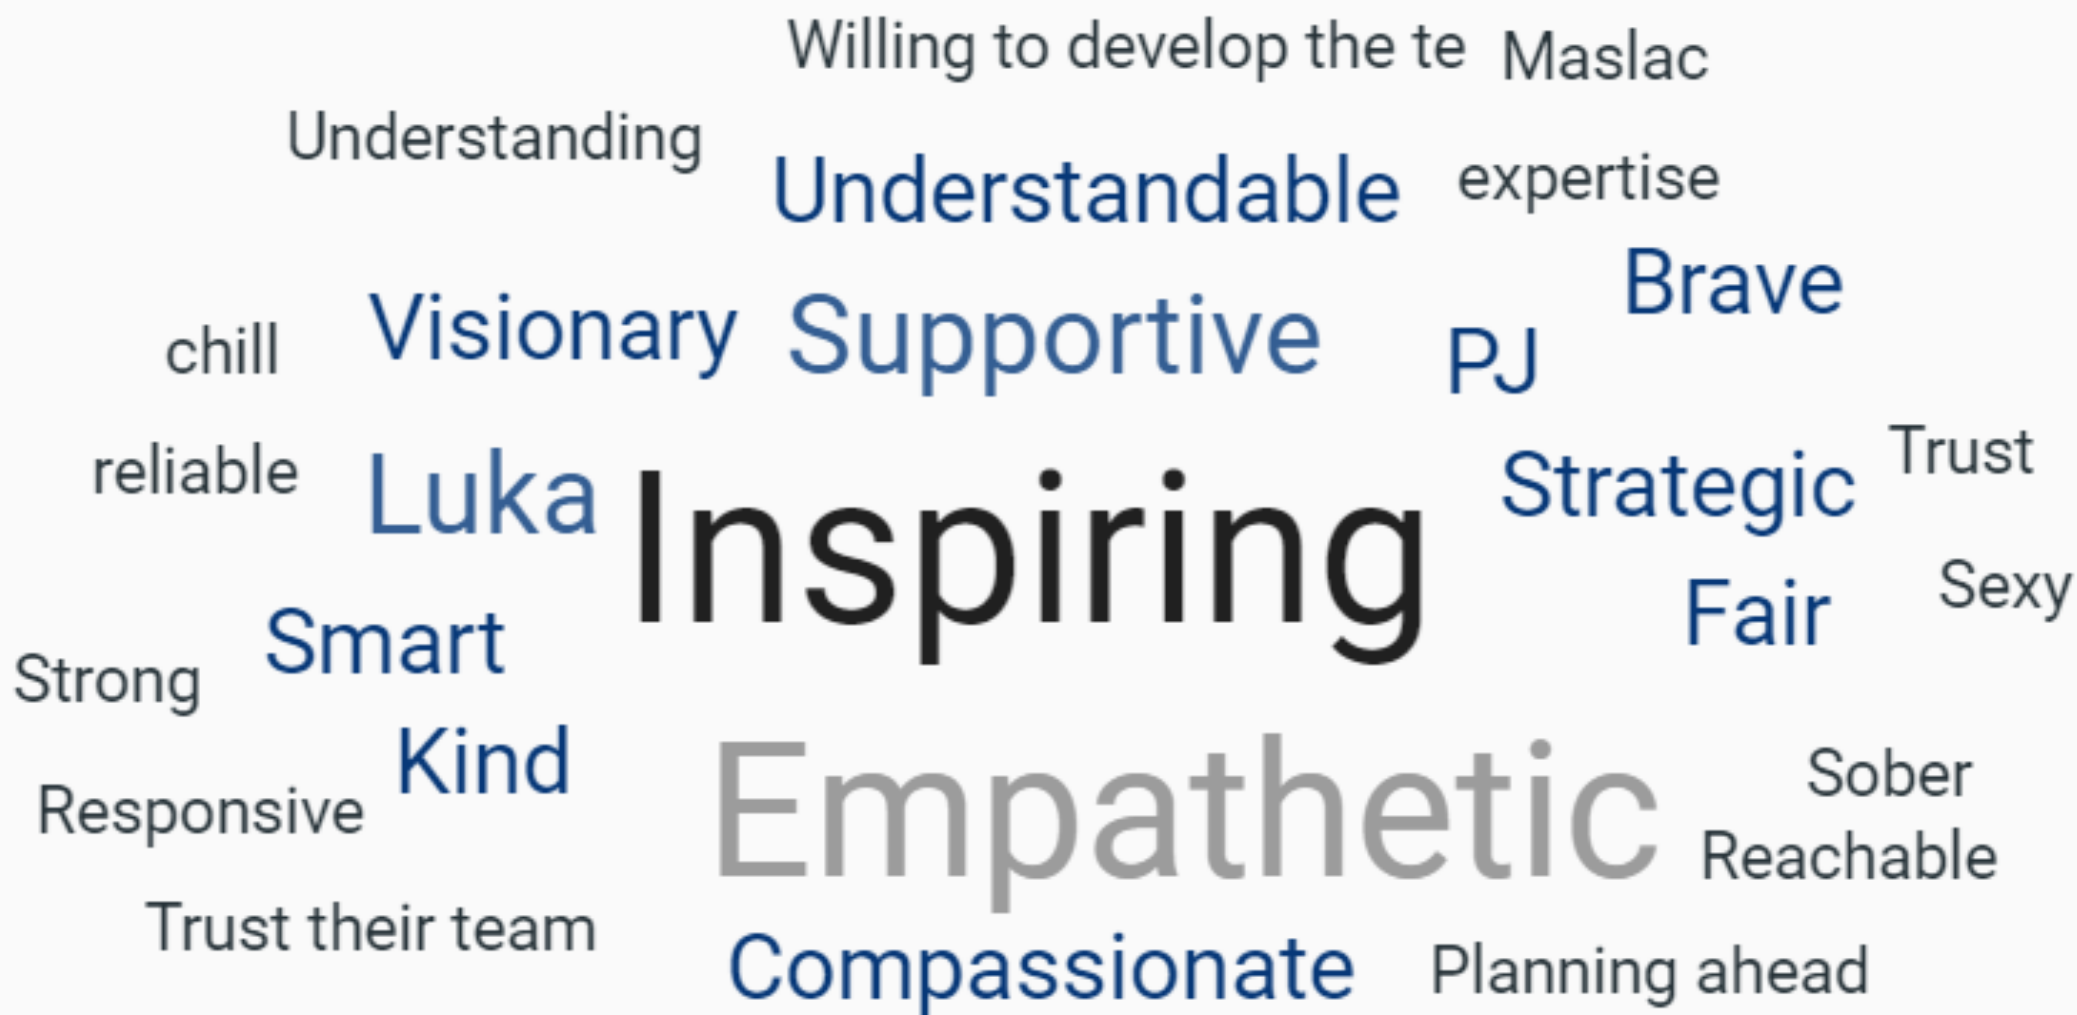 Willing to develop the te
Maslac
Understanding
Understandable
expertise
Brave
Visionary
Supportive
chill
PJ
reliable
Luka
Inspiring
Strategic
Trust
Sexy
Smart
Fair
Strong
Kind
Empathetic
Sober
Responsive
Reachable
Trust their team
Compassionate
Planning ahead